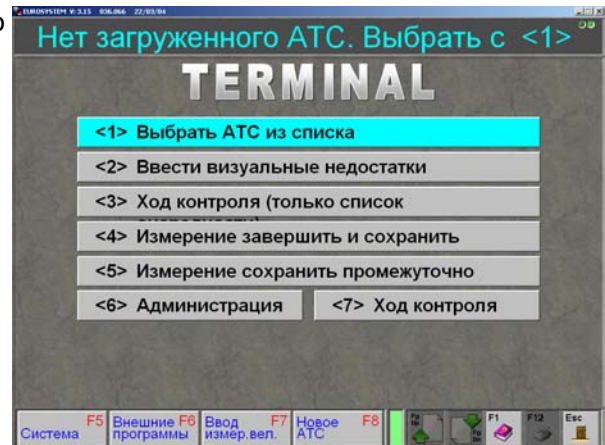 EUROSYSTEM V:3.15 036.066 22/03/04
Нет загруженного АТС. Выбрать с <1>
TERMINAL
<1> Выбрать АТС из списка
<2> Ввести визуальные недостатки
<3> Ход контроля (только список
<4> Измерение завершить и сохранить
<5> Измерение сохранить промежуточно
<6> Администрация <7> Ход контроля
F5 Внешние F6 Ввод F7 Новое F8 F1 F12 Esc
Система программы измер.вел. АТС